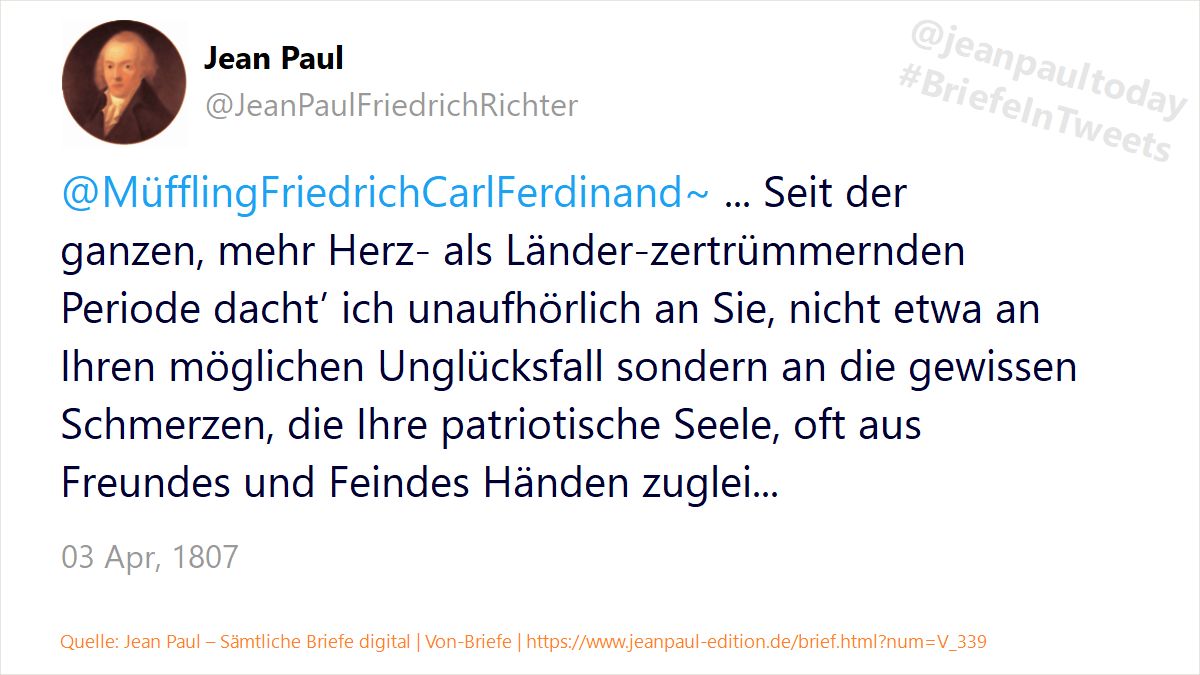 Jean Paul
@JeanPaulFriedrichRichter
@jeanpaultoday
#BriefeInTweets
@MüfflingFriedrichCarlFerdinand~ ... Seit der
ganzen, mehr Herz- als Länder-zertrümmernden
Periode dacht’ ich unaufhörlich an Sie, nicht etwa an
Ihren möglichen Unglücksfall sondern an die gewissen
Schmerzen, die Ihre patriotische Seele, oft aus
Freundes und Feindes Händen zuglei...
03 Apr, 1807
Quelle: Jean Paul – Sämtliche Briefe digital | Von-Briefe | https://www.jeanpaul-edition.de/brief.html?num=V_339